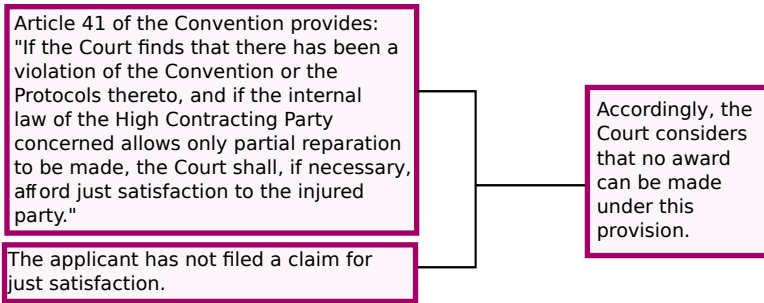 Article 41 of the Convention provides:
"If the Court finds that there has been a
violation of the Convention or the
Protocols thereto, and if the internal
law of the High Contracting Party
concerned allows only partial reparation
to be made, the Court shall, if necessary,
afford just satisfaction to the injured
party."
The applicant has not filed a claim for
just satisfaction.
Accordingly, the
Court considers
that no award
can be made
under this
provision.